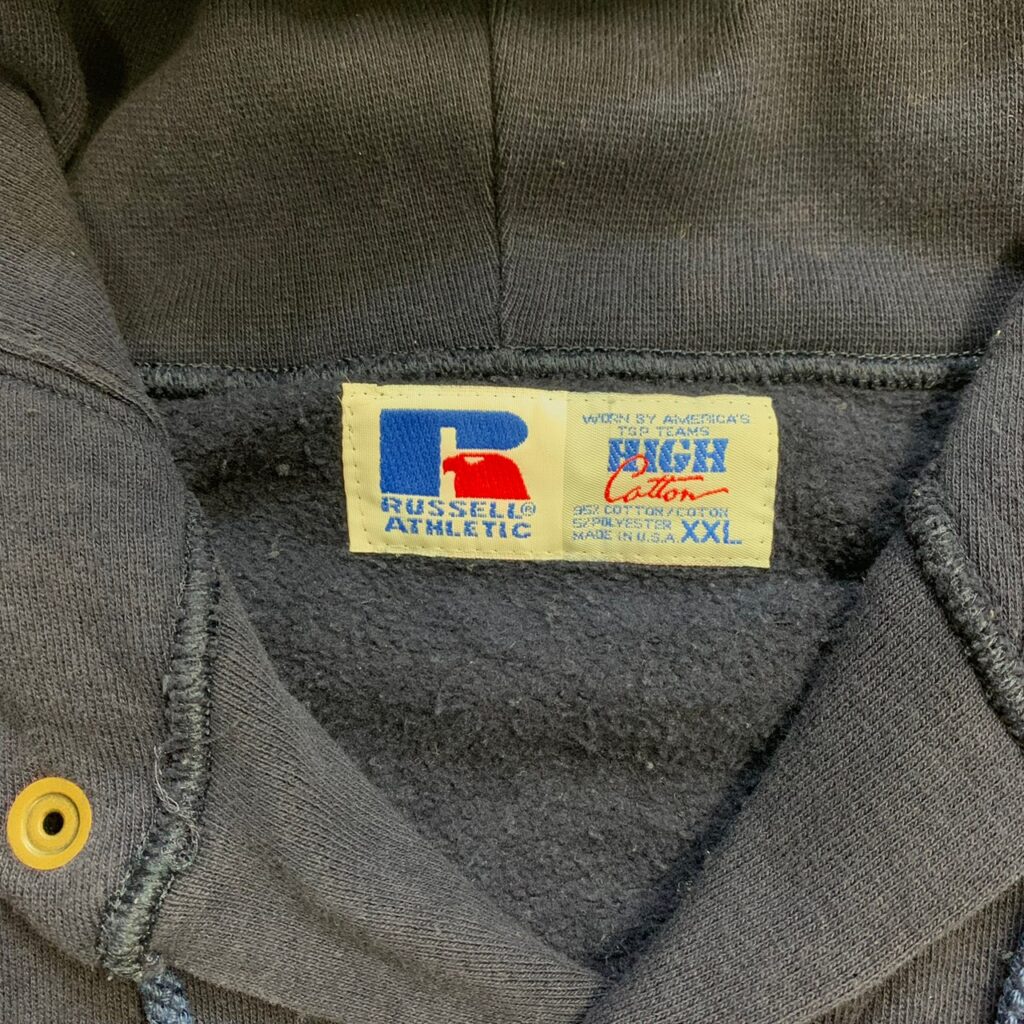 RUSSELL®
ATHLETIC
WORN BY AMERICA'S
TOP TEAMS
HIGH
Cotton
95% COTTON/COTON
5%POLYESTER
MADE IN U.S.A. XXL